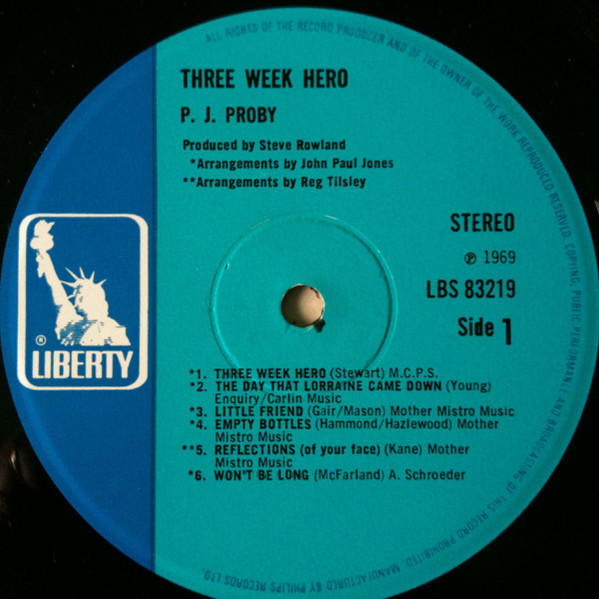 ALL RIGHTS OF THE RECORD PRODUCER AND OF THE OWNER OF THE WORK REPRODUCED RESERVED. COPYING, PUBLIC PERFORMANCE AND BROADCASTING OF THIS RECORD PROHIBITED. MANUFACTURED BY PHILIPS RECORDS LTD.
THREE WEEK HERO
P. J. PROBY
Produced by Steve Rowland
*Arrangements by John Paul Jones
**Arrangements by Reg Tilsley
STEREO
℗ 1969
LBS 83219
Side 1
® LIBERTY
*1. THREE WEEK HERO (Stewart) M.C.P.S.
*2. THE DAY THAT LORRAINE CAME DOWN (Young)
Enquiry/Carlin Music
*3. LITTLE FRIEND (Gair/Mason) Mother Mistro Music
*4. EMPTY BOTTLES (Hammond/Hazlewood) Mother
Mistro Music
**5. REFLECTIONS (of your face) (Kane) Mother
Mistro Music
*6. WON'T BE LONG (McFarland) A. Schroeder